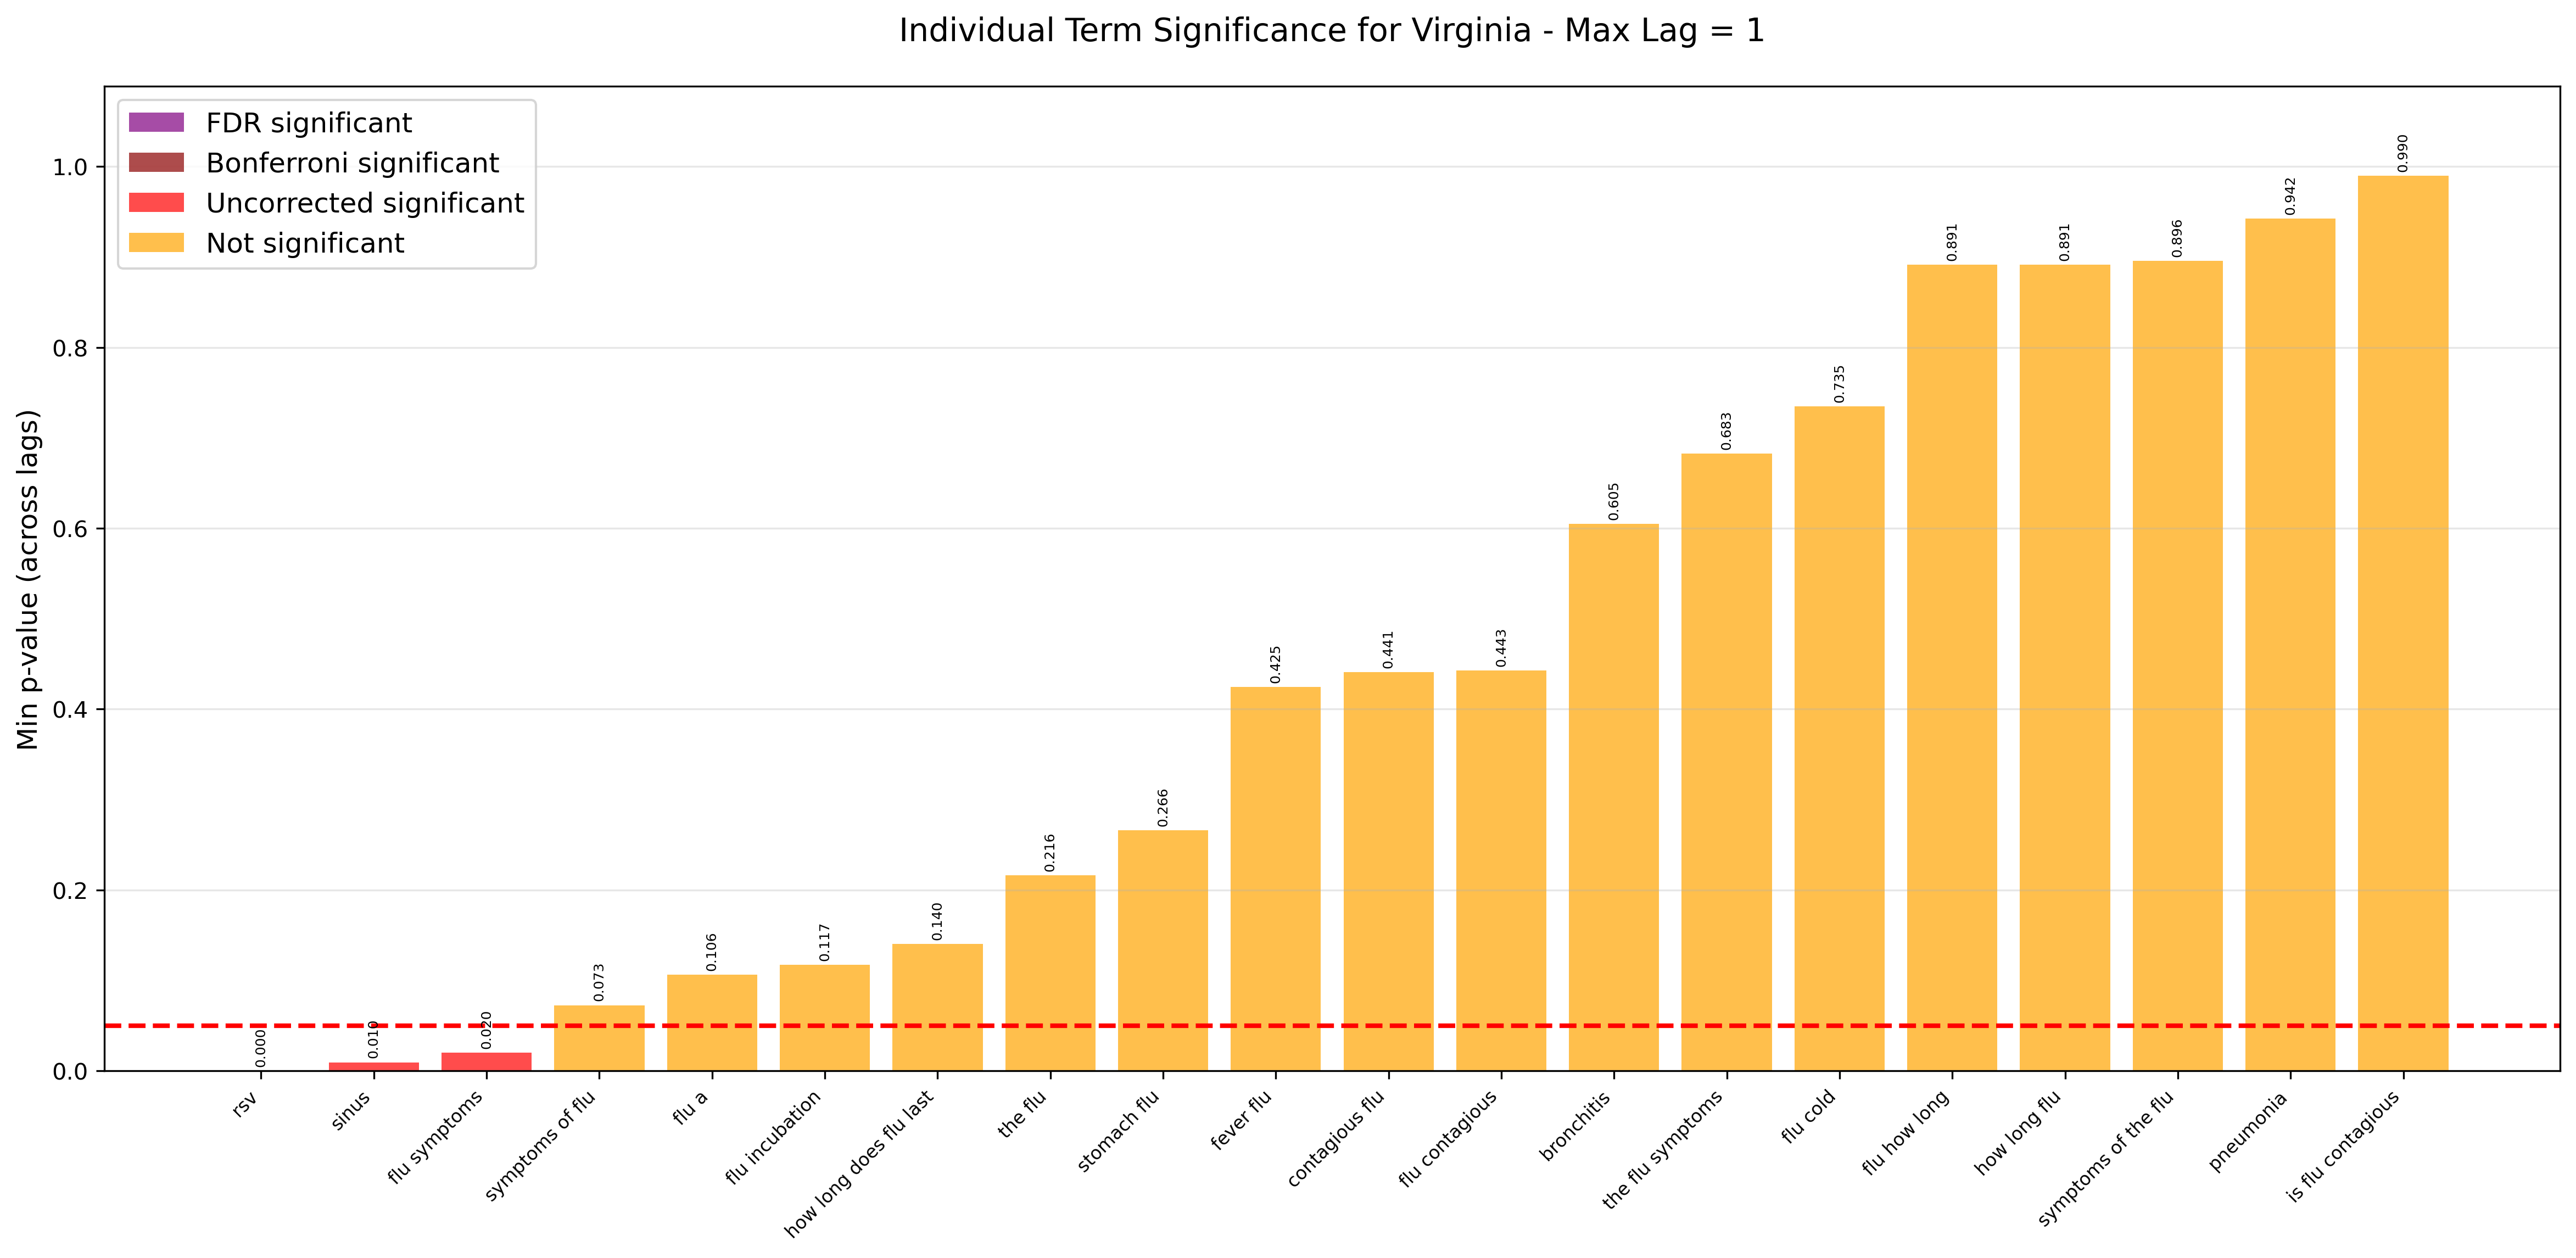 Individual Term Significance for Virginia - Max Lag = 1
FDR significant
Bonferroni significant
Uncorrected significant
Not significant
Min p-value (across lags)
1.0
0.8
0.6
0.4
0.2
0.0
0.000
0.010
0.020
0.073
0.106
0.117
0.140
0.216
0.266
0.425
0.441
0.443
0.605
0.683
0.735
0.891
0.891
0.896
0.942
0.990
rsv
sinus
flu symptoms
symptoms of flu
flu a
flu incubation
how long does flu last
the flu
stomach flu
fever flu
contagious flu
flu contagious
bronchitis
the flu symptoms
flu cold
flu how long
how long flu
symptoms of the flu
pneumonia
is flu contagious